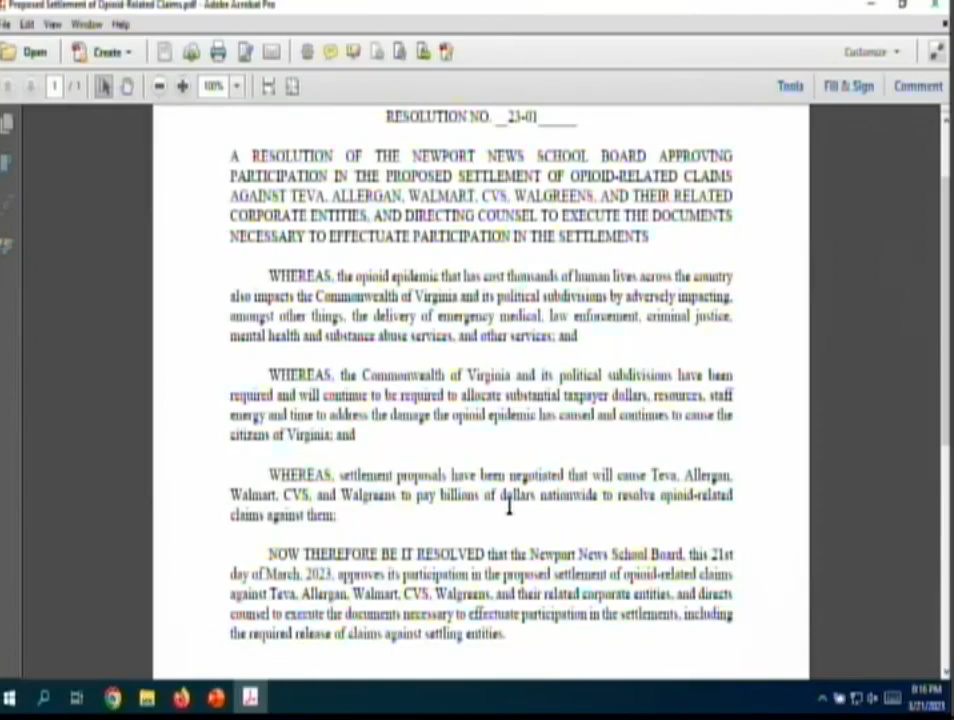 Proposed Settlement of Opioid Related Claims.pdf - Adobe Acrobat Pro
File Edit View Window Help
Open Create Customize
1 / 1 100% Tools Fill & Sign Comment
RESOLUTION NO. __23-01_____
A RESOLUTION OF THE NEWPORT NEWS SCHOOL BOARD APPROVING
PARTICIPATION IN THE PROPOSED SETTLEMENT OF OPIOID-RELATED CLAIMS
AGAINST TEVA, ALLERGAN, WALMART, CVS, WALGREENS, AND THEIR RELATED
CORPORATE ENTITIES, AND DIRECTING COUNSEL TO EXECUTE THE DOCUMENTS
NECESSARY TO EFFECTUATE PARTICIPATION IN THE SETTLEMENTS
WHEREAS, the opioid epidemic that has cost thousands of human lives across the country
also impacts the Commonwealth of Virginia and its political subdivisions by adversely impacting,
amongst other things, the delivery of emergency medical, law enforcement, criminal justice,
mental health and substance abuse services, and other services; and
WHEREAS, the Commonwealth of Virginia and its political subdivisions have been
required and will continue to be required to allocate substantial taxpayer dollars, resources, staff
energy and time to address the damage the opioid epidemic has caused and continues to cause the
citizens of Virginia; and
WHEREAS, settlement proposals have been negotiated that will cause Teva, Allergan,
Walmart, CVS, and Walgreens to pay billions of dollars nationwide to resolve opioid-related
claims against them;
NOW THEREFORE BE IT RESOLVED that the Newport News School Board, this 21st
day of March, 2023, approves its participation in the proposed settlement of opioid-related claims
against Teva, Allergan, Walmart, CVS, Walgreens, and their related corporate entities, and directs
counsel to execute the documents necessary to effectuate participation in the settlements, including
the required release of claims against settling entities.
8:16 PM
3/21/2023